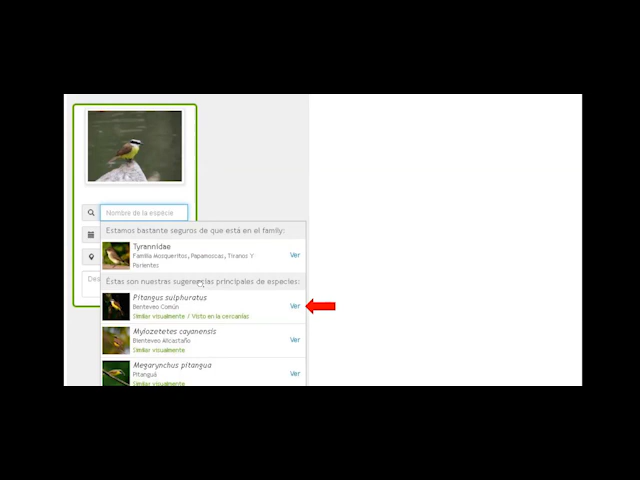 Nombre de la especie
Estamos bastante seguros de que está en el family:
Tyrannidae
Familia Mosqueritos, Papamoscas, Tiranos Y
Parientes
Ver
Estas son nuestras sugerencias principales de especies:
Pitangus sulphuratus
Benteveo Común
Similar visualmente / Visto en la cercanías
Ver
Myiozetetes cayanensis
Bienteveo Alicastaño
Similar visualmente
Ver
Megarynchus pitangua
Pitanguá
Similar visualmente
Ver